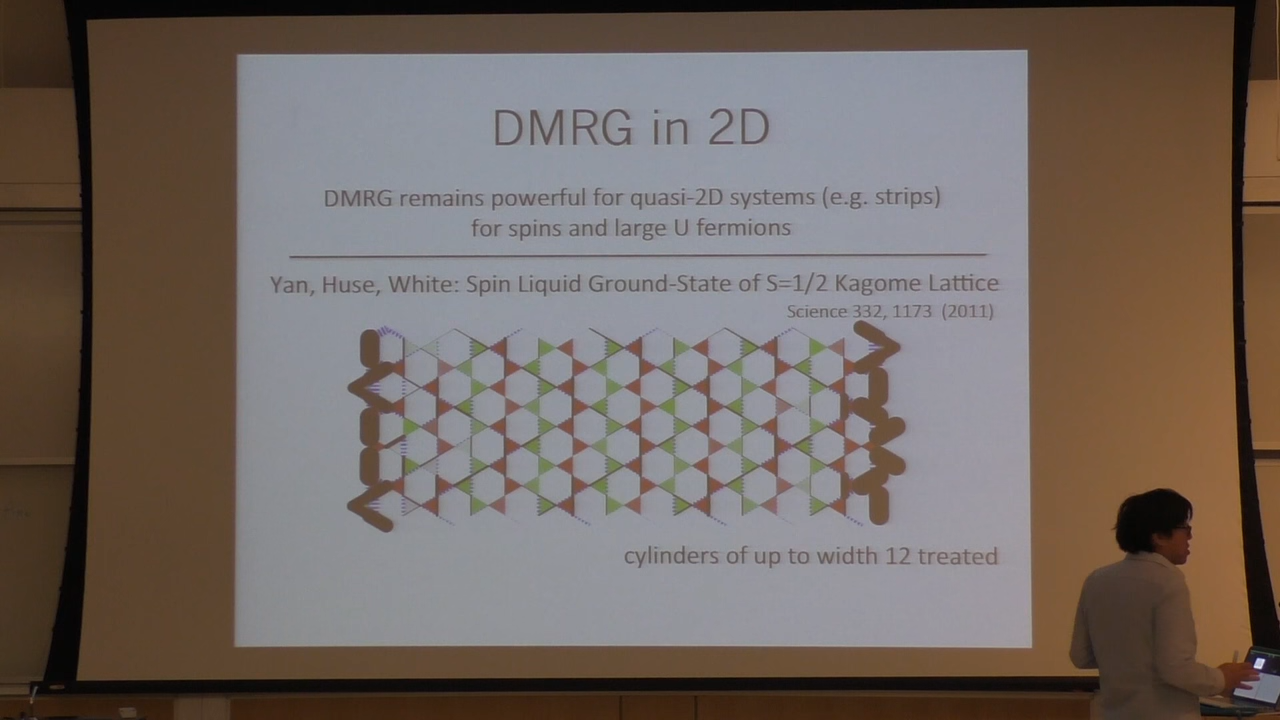 DMRG in 2D
DMRG remains powerful for quasi-2D systems (e.g. strips)
for spins and large U fermions
Yan, Huse, White: Spin Liquid Ground-State of S=1/2 Kagome Lattice
Science 332, 1173 (2011)
cylinders of up to width 12 treated